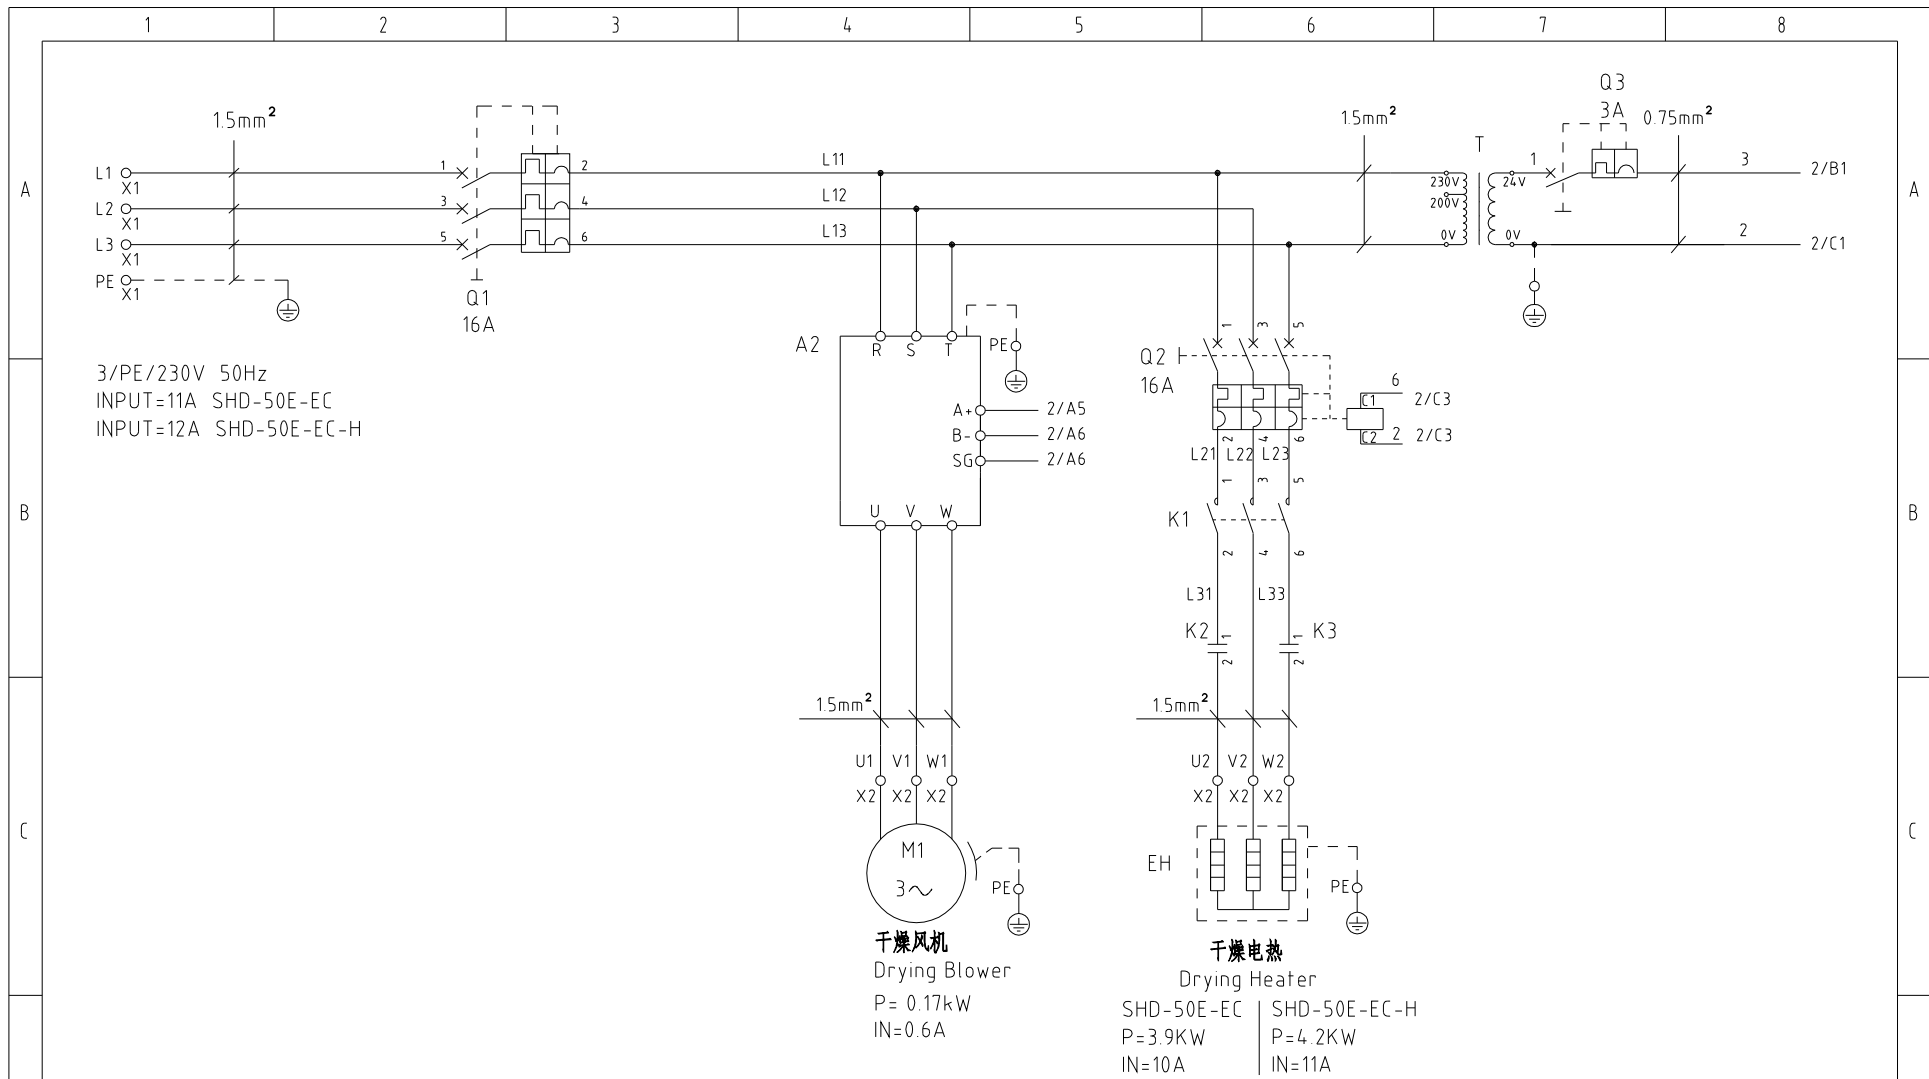 1 2 3 4 5 6 7 8
A A
B B
C C
1.5mm²
L1
X1
L2
X1
L3
X1
PE
X1
1 2
3 4
5 6
Q1
16A
3/PE/230V 50Hz
INPUT=11A SHD-50E-EC
INPUT=12A SHD-50E-EC-H
L11
L12
L13
A2
R S T
PE
A+ 2/A5
B- 2/A6
SG 2/A6
U V W
1.5mm²
U1 V1 W1
X2 X2 X2
M1
3~
PE
干燥风机
Drying Blower
P= 0.17kW
IN=0.6A
1.5mm²
T
230V
200V
0V
24V
0V
Q3
3A
1
0.75mm²
3 2/B1
2 2/C1
1 3 5
Q2
16A
2 4 6
C1 6 2/C3
C2 2 2/C3
L21 L22 L23
1 3 5
K1
2 4 6
L31 L33
K2 1 2
1 2 K3
1.5mm²
U2 V2 W2
X2 X2 X2
EH
PE
干燥电热
Drying Heater
SHD-50E-EC SHD-50E-EC-H
P=3.9KW P=4.2KW
IN=10A IN=11A